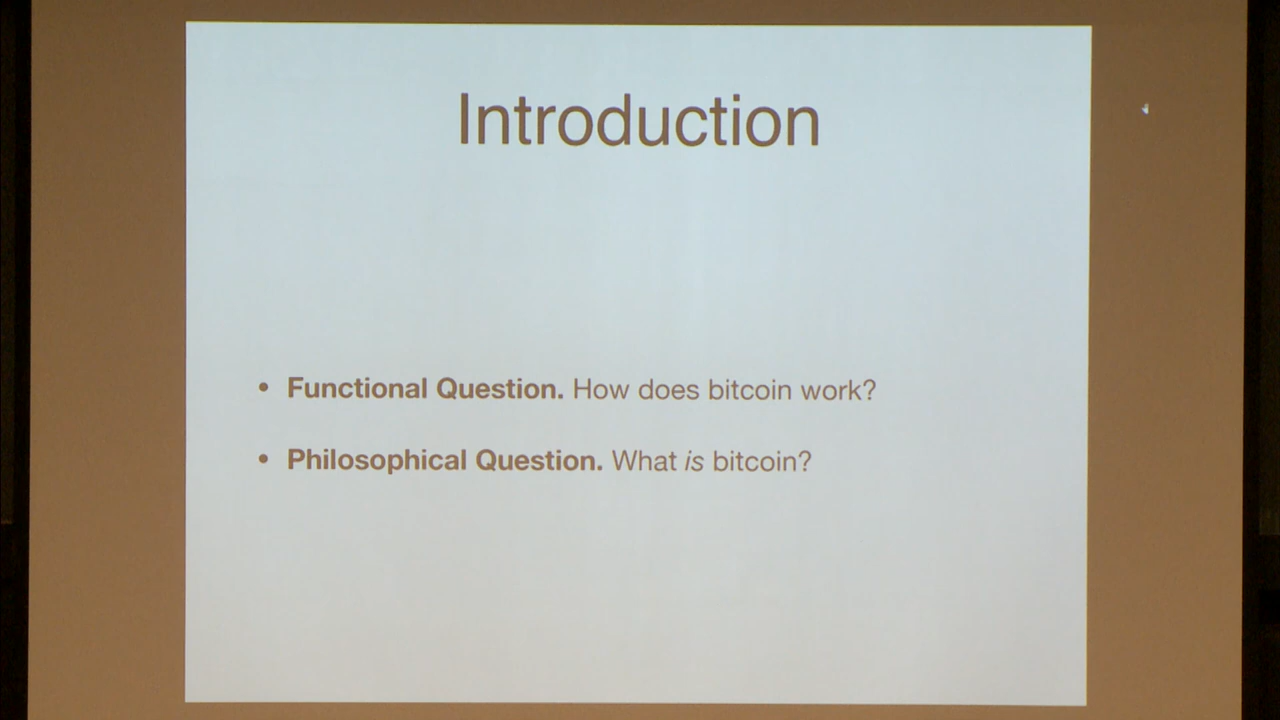 Introduction
• Functional Question. How does bitcoin work?
• Philosophical Question. What is bitcoin?